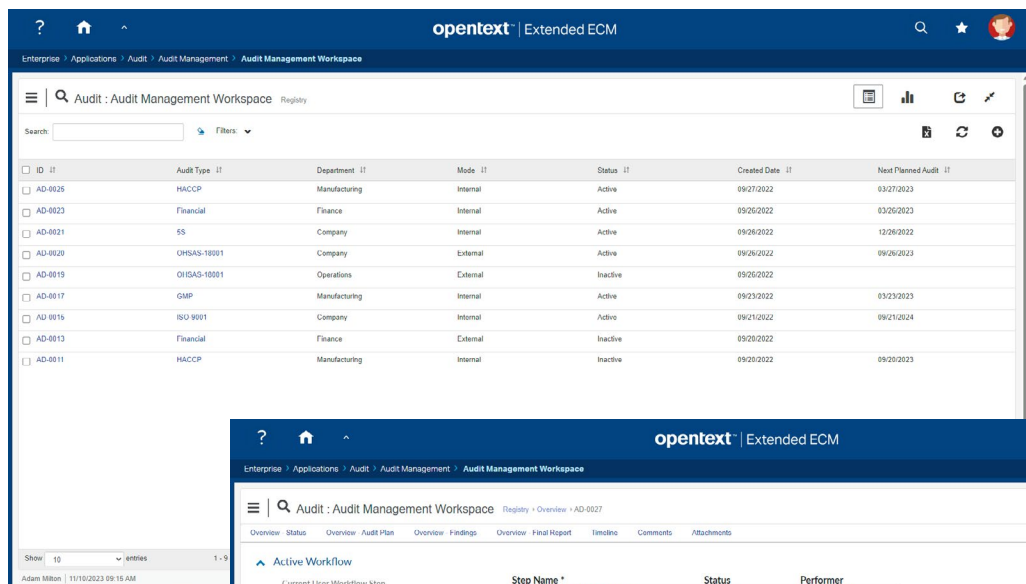 ? opentext™ | Extended ECM
Enterprise > Applications > Audit > Audit Management > Audit Management Workspace
Audit : Audit Management Workspace Registry
Search: Filters:
ID Audit Type Department Mode Status Created Date Next Planned Audit
AD-0026 HACCP Manufacturing Internal Active 09/27/2022 03/27/2023
AD-0023 Financial Finance Internal Active 09/26/2022 03/26/2023
AD-0021 5S Company Internal Active 09/26/2022 12/26/2022
AD-0020 OHSAS-18001 Company External Active 09/26/2022 09/26/2023
AD-0019 OHSAS-18001 Operations External Inactive 09/26/2022
AD-0017 GMP Manufacturing Internal Active 09/23/2022 03/23/2023
AD-0015 ISO 9001 Company Internal Active 09/21/2022 09/21/2024
AD-0013 Financial Finance External Inactive 09/20/2022
AD-0011 HACCP Manufacturing Internal Inactive 09/20/2022 09/20/2023
Show 10 entries 1 - 9
Adam Milton | 11/10/2023 09:15 AM
? opentext™ | Extended ECM
Enterprise > Applications > Audit > Audit Management > Audit Management Workspace
Audit : Audit Management Workspace Registry › Overview › AD-0027
Overview Status Overview Audit Plan Overview Findings Overview Final Report Timeline Comments Attachments
Active Workflow
Current User Workflow Step Step Name * Status Performer